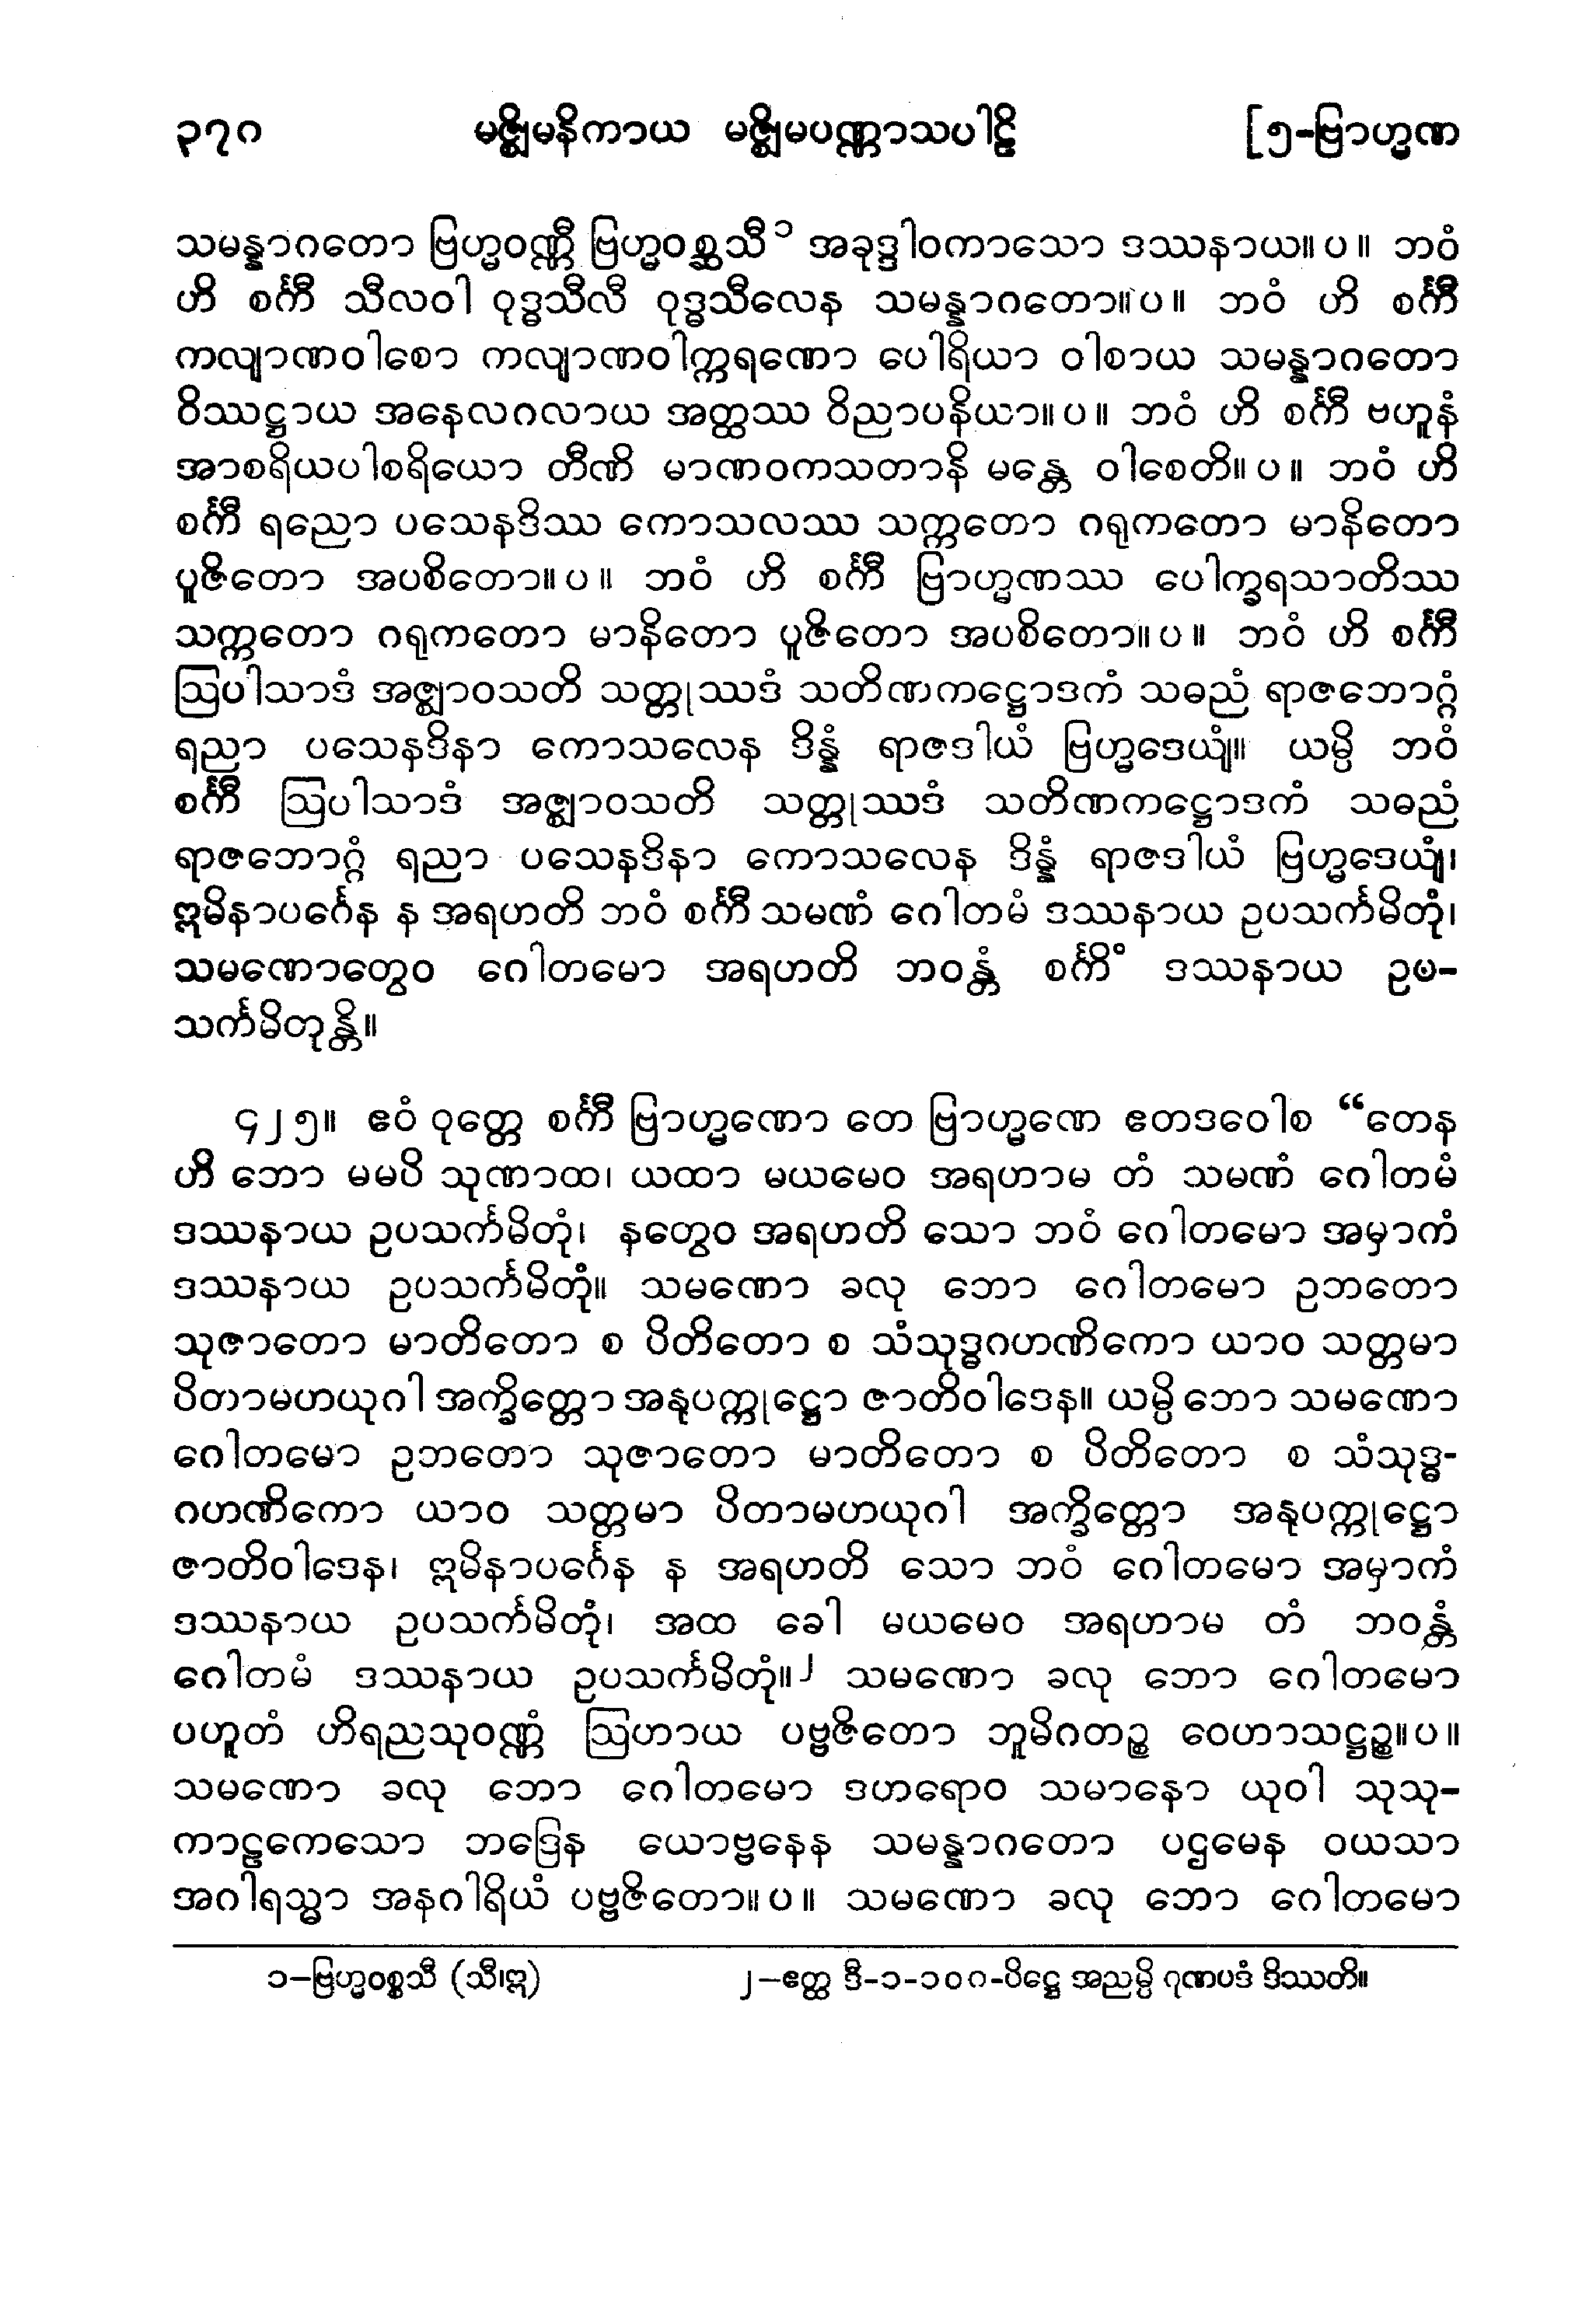 ၃၇ဂ မဇ္ဈိမနိကာယ မဇ္ဈိမပဏ္ဏာသပါဠိ [၅-ဗြာဟ္မဏ
သမန္နာဂတော ဗြဟ္မဝဏ္ဏီ ဗြဟ္မဝစ္ဆသီ ၁ အခုဒ္ဒါဝကာသော ဒဿနာယ။ ပ ။ ဘဝံ
ဟိ စင်္ကီ သီလဝါ ဝုဒ္ဓသီလီ ဝုဒ္ဓသီလေန သမန္နာဂတော။ ပ ။ ဘဝံ ဟိ စင်္ကီ
ကလျာဏဝါစော ကလျာဏဝါက္ကရဏော ပေါရိယာ ဝါစာယ သမန္နာဂတော
ဝိဿဋ္ဌာယ အနေလဂလာယ အတ္ထဿ ဝိညာပနိယာ။ ပ ။ ဘဝံ ဟိ စင်္ကီ ဗဟူနံ
အာစရိယပါစရိယော တီဏိ မာဏဝကသတာနိ မန္တေ ဝါစေတိ။ ပ ။ ဘဝံ ဟိ
စင်္ကီ ရညော ပသေနဒိဿ ကောသလဿ သက္ကတော ဂရုကတော မာနိတော
ပူဇိတော အပစိတော။ ပ ။ ဘဝံ ဟိ စင်္ကီ ဗြာဟ္မဏဿ ပေါက္ခရသာတိဿ
သက္ကတော ဂရုကတော မာနိတော ပူဇိတော အပစိတော။ ပ ။ ဘဝံ ဟိ စင်္ကီ
ဩပါသာဒံ အဇ္ဈာဝသတိ သတ္တုဿဒံ သတိဏကဋ္ဌောဒကံ သဓညံ ရာဇဘောဂ္ဂံ
ရညာ ပသေနဒိနာ ကောသလေန ဒိန္နံ ရာဇဒါယံ ဗြဟ္မဒေယျံ။ ယမ္ပိ ဘဝံ
စင်္ကီ ဩပါသာဒံ အဇ္ဈာဝသတိ သတ္တုဿဒံ သတိဏကဋ္ဌောဒကံ သဓညံ
ရာဇဘောဂ္ဂံ ရညာ ပသေနဒိနာ ကောသလေန ဒိန္နံ ရာဇဒါယံ ဗြဟ္မဒေယျံ၊
ဣမိနာပင်္ဂေန န အရဟတိ ဘဝံ စင်္ကီ သမဏံ ဂေါတမံ ဒဿနာယ ဥပသင်္ကမိတုံ၊
သမဏောတွေဝ ဂေါတမော အရဟတိ ဘဝန္တံ စင်္ကိံ ဒဿနာယ ဥပ-
သင်္ကမိတုန္တိ။
၄၂၅။ ဧဝံ ဝုတ္တေ စင်္ကီ ဗြာဟ္မဏော တေ ဗြာဟ္မဏေ ဧတဒဝေါစ “တေန
ဟိ ဘော မမပိ သုဏာထ၊ ယထာ မယမေဝ အရဟာမ တံ သမဏံ ဂေါတမံ
ဒဿနာယ ဥပသင်္ကမိတုံ၊ နတွေဝ အရဟတိ သော ဘဝံ ဂေါတမော အမှာကံ
ဒဿနာယ ဥပသင်္ကမိတုံ။ သမဏော ခလု ဘော ဂေါတမော ဥဘတော
သုဇာတော မာတိတော စ ပိတိတော စ သံသုဒ္ဓဂဟဏိကော ယာဝ သတ္တမာ
ပိတာမဟယုဂါ အက္ခိတ္တော အနုပက္ကုဋ္ဌော ဇာတိဝါဒေန။ ယမ္ပိ ဘော သမဏော
ဂေါတမော ဥဘတော သုဇာတော မာတိတော စ ပိတိတော စ သံသုဒ္ဓ-
ဂဟဏိကော ယာဝ သတ္တမာ ပိတာမဟယုဂါ အက္ခိတ္တော အနုပက္ကုဋ္ဌော
ဇာတိဝါဒေန၊ ဣမိနာပင်္ဂေန န အရဟတိ သော ဘဝံ ဂေါတမော အမှာကံ
ဒဿနာယ ဥပသင်္ကမိတုံ၊ အထ ခေါ မယမေဝ အရဟာမ တံ ဘဝန္တံ
ဂေါတမံ ဒဿနာယ ဥပသင်္ကမိတုံ။ ၂ သမဏော ခလု ဘော ဂေါတမော
ပဟူတံ ဟိရညသုဝဏ္ဏံ ဩဟာယ ပဗ္ဗဇိတော ဘူမိဂတဉ္စ ဝေဟာသဋ္ဌဉ္စ။ ပ ။
သမဏော ခလု ဘော ဂေါတမော ဒဟရောဝ သမာနော ယုဝါ သုသု-
ကာဠကေသော ဘဒြေန ယောဗ္ဗနေန သမန္နာဂတော ပဌမေန ဝယသာ
အဂါရသ္မာ အနဂါရိယံ ပဗ္ဗဇိတော။ ပ ။ သမဏော ခလု ဘော ဂေါတမော
၁–ဗြဟ္မဝစ္စသီ (သီ၊ဣ) ၂–ဧတ္ထ ဒီ-၁-၁၀ဂ-ပိဋ္ဌေ အညမ္ပိ ဂုဏပဒံ ဒိဿတိ။